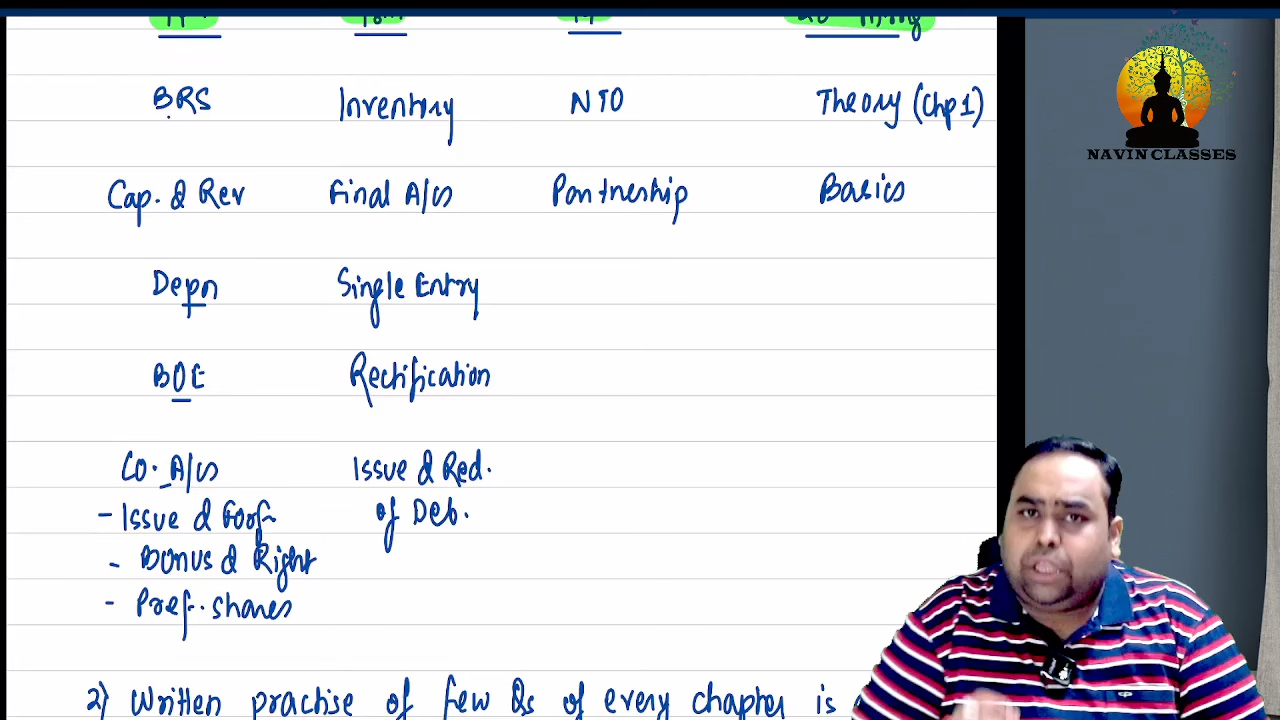 BRS Inventory NPO Theory (Chp 1)
NAVIN CLASSES
Cap. & Rev Final A/cs Partnership Basics
Depn Single Entry
BOE Rectification
Co. A/cs Issue & Red.
- Issue & Forf. of Deb.
- Bonus & Right
- Pref. Shares
2) Written practise of few Qs of every chapter is